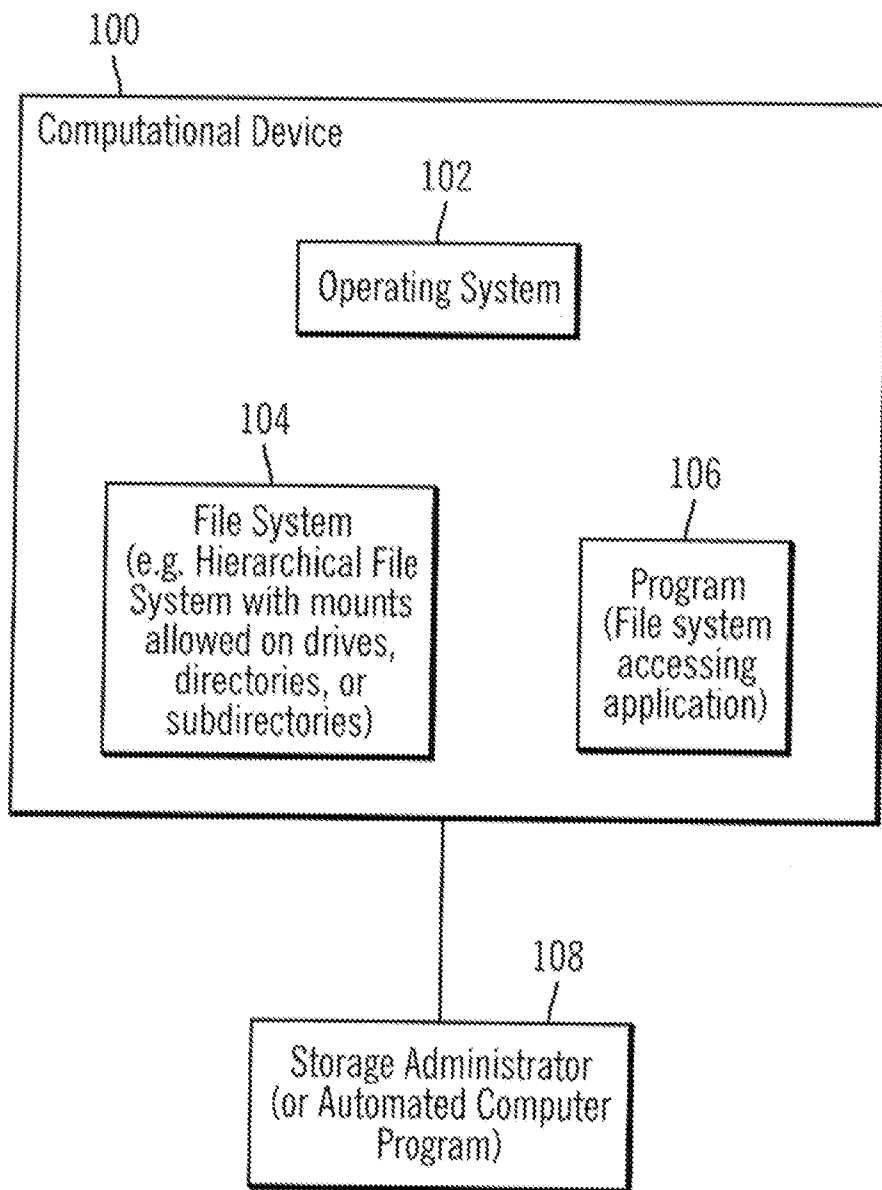 100
Computational Device
102
Operating System
104
File System
(e.g. Hierarchical File
System with mounts
allowed on drives,
directories, or
subdirectories)
106
Program
(File system
accessing
application)
108
Storage Administrator
(or Automated Computer
Program)